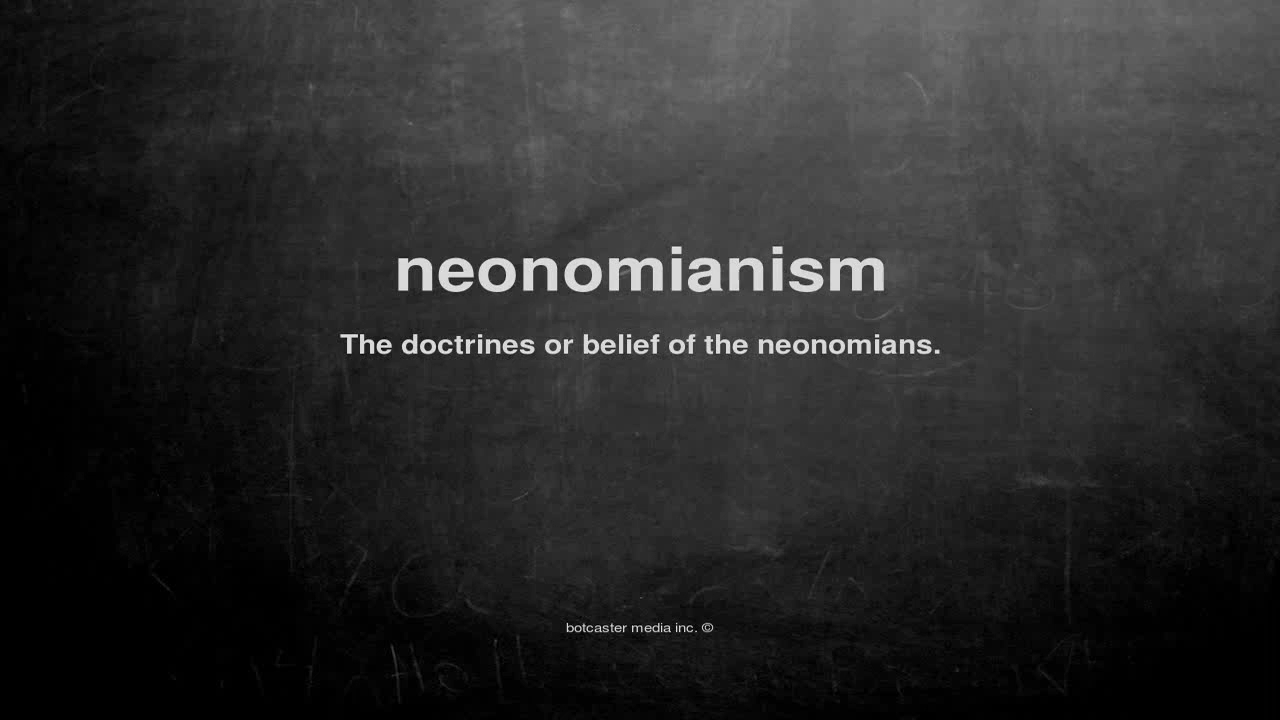 neonomianism
The doctrines or belief of the neonomians.
botcaster media inc. ©